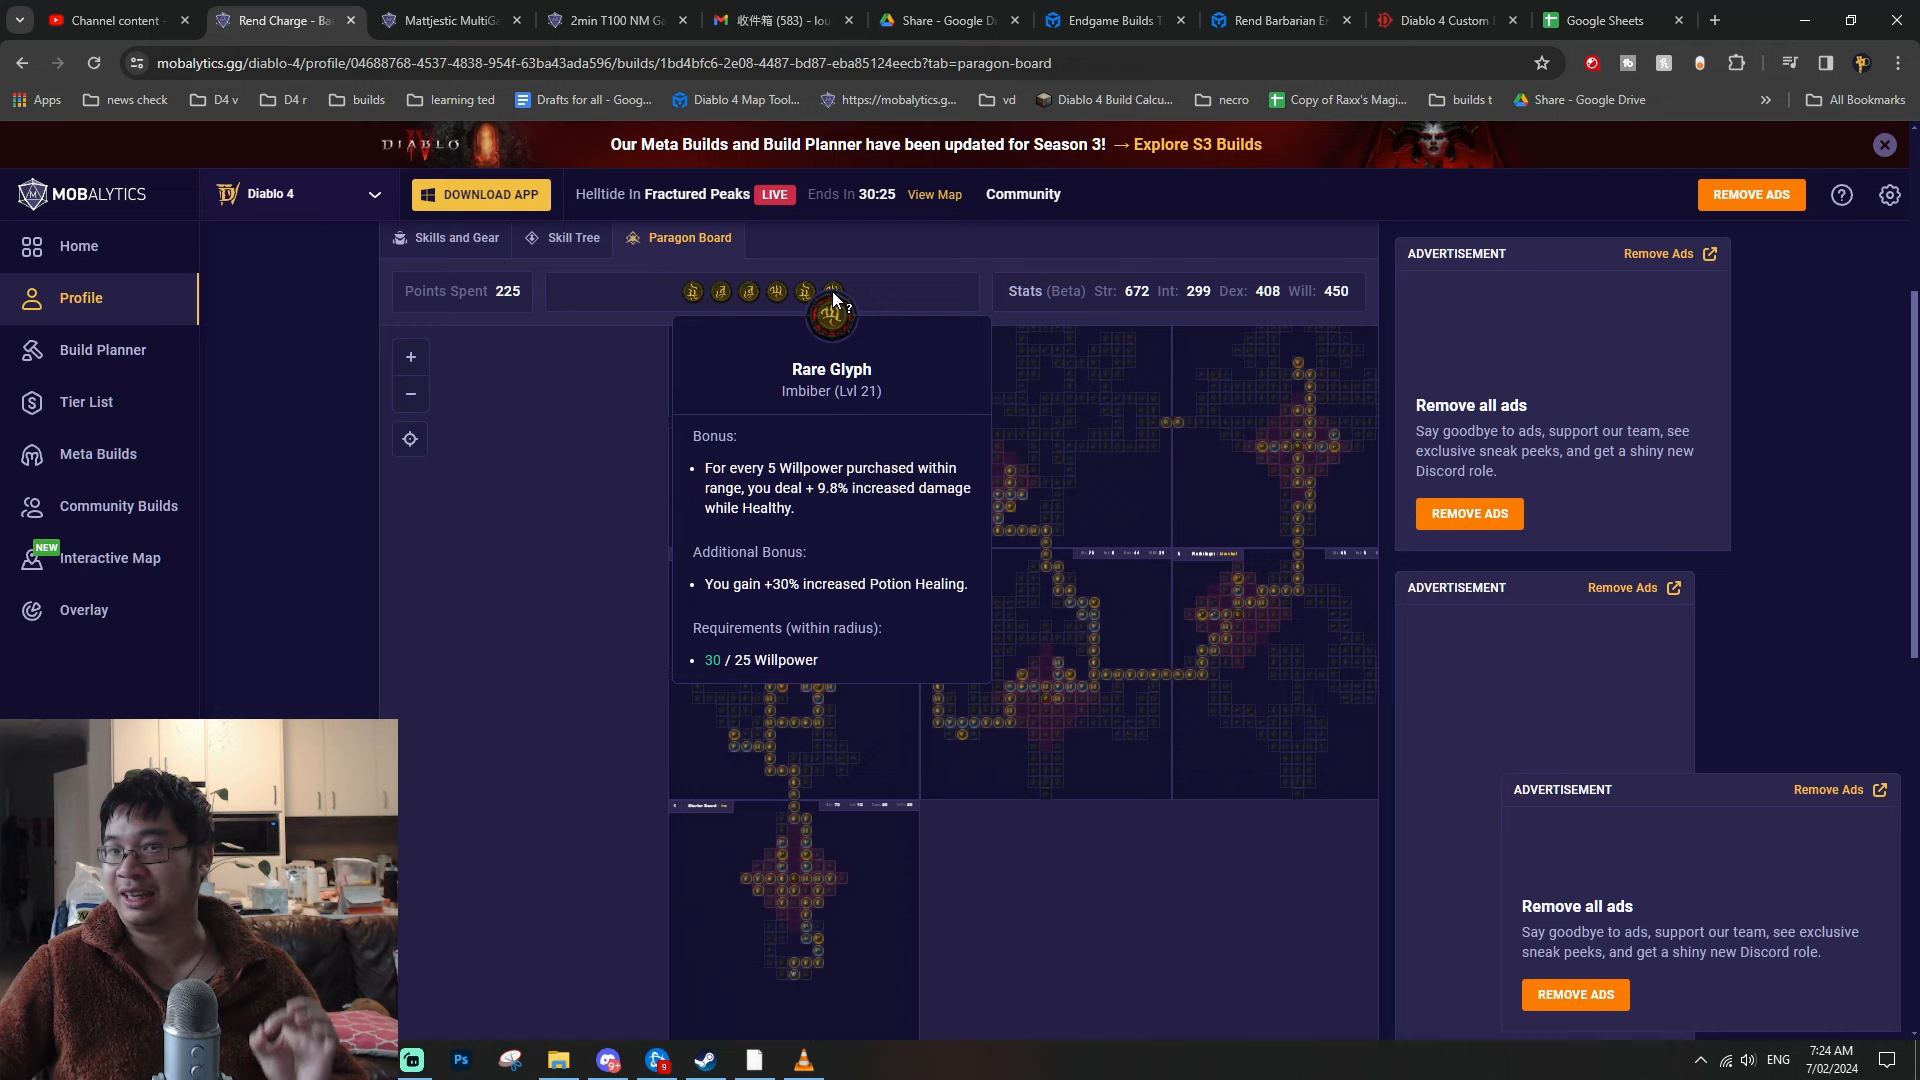 Channel content -
Rend Charge - Ba
Mattjestic MultiG
2min T100 NM G
收件箱 (583) - lou
Share - Google D
Endgame Builds T
Rend Barbarian E
Diablo 4 Custom
Google Sheets
mobalytics.gg/diablo-4/profile/04688768-4537-4838-954f-63ba43ada596/builds/1bd4bfc6-2e08-4487-bd87-eba85124eecb?tab=paragon-board
Apps
news check
D4 v
D4 r
builds
learning ted
Drafts for all - Goog...
Diablo 4 Map Tool...
https://mobalytics.g...
vd
Diablo 4 Build Calcu...
necro
Copy of Raxx's Magi...
builds t
Share - Google Drive
All Bookmarks
DIABLO IV
Our Meta Builds and Build Planner have been updated for Season 3! → Explore S3 Builds
MOBALYTICS
Diablo 4
DOWNLOAD APP
Helltide In Fractured Peaks LIVE Ends In 30:25 View Map
Community
REMOVE ADS
Home
Profile
Build Planner
Tier List
Meta Builds
Community Builds
NEW
Interactive Map
Overlay
Skills and Gear
Skill Tree
Paragon Board
Points Spent 225
Stats (Beta) Str: 672 Int: 299 Dex: 408 Will: 450
+
−
Rare Glyph
Imbiber (Lvl 21)
Bonus:
• For every 5 Willpower purchased within
range, you deal + 9.8% increased damage
while Healthy.
Additional Bonus:
• You gain +30% increased Potion Healing.
Requirements (within radius):
• 30 / 25 Willpower
Starter Board
ADVERTISEMENT
Remove Ads
Remove all ads
Say goodbye to ads, support our team, see
exclusive sneak peeks, and get a shiny new
Discord role.
REMOVE ADS
ADVERTISEMENT
Remove Ads
ADVERTISEMENT
Remove Ads
Remove all ads
Say goodbye to ads, support our team, see exclusive
sneak peeks, and get a shiny new Discord role.
REMOVE ADS
Ps
9+
9
ENG
7:24 AM
7/02/2024